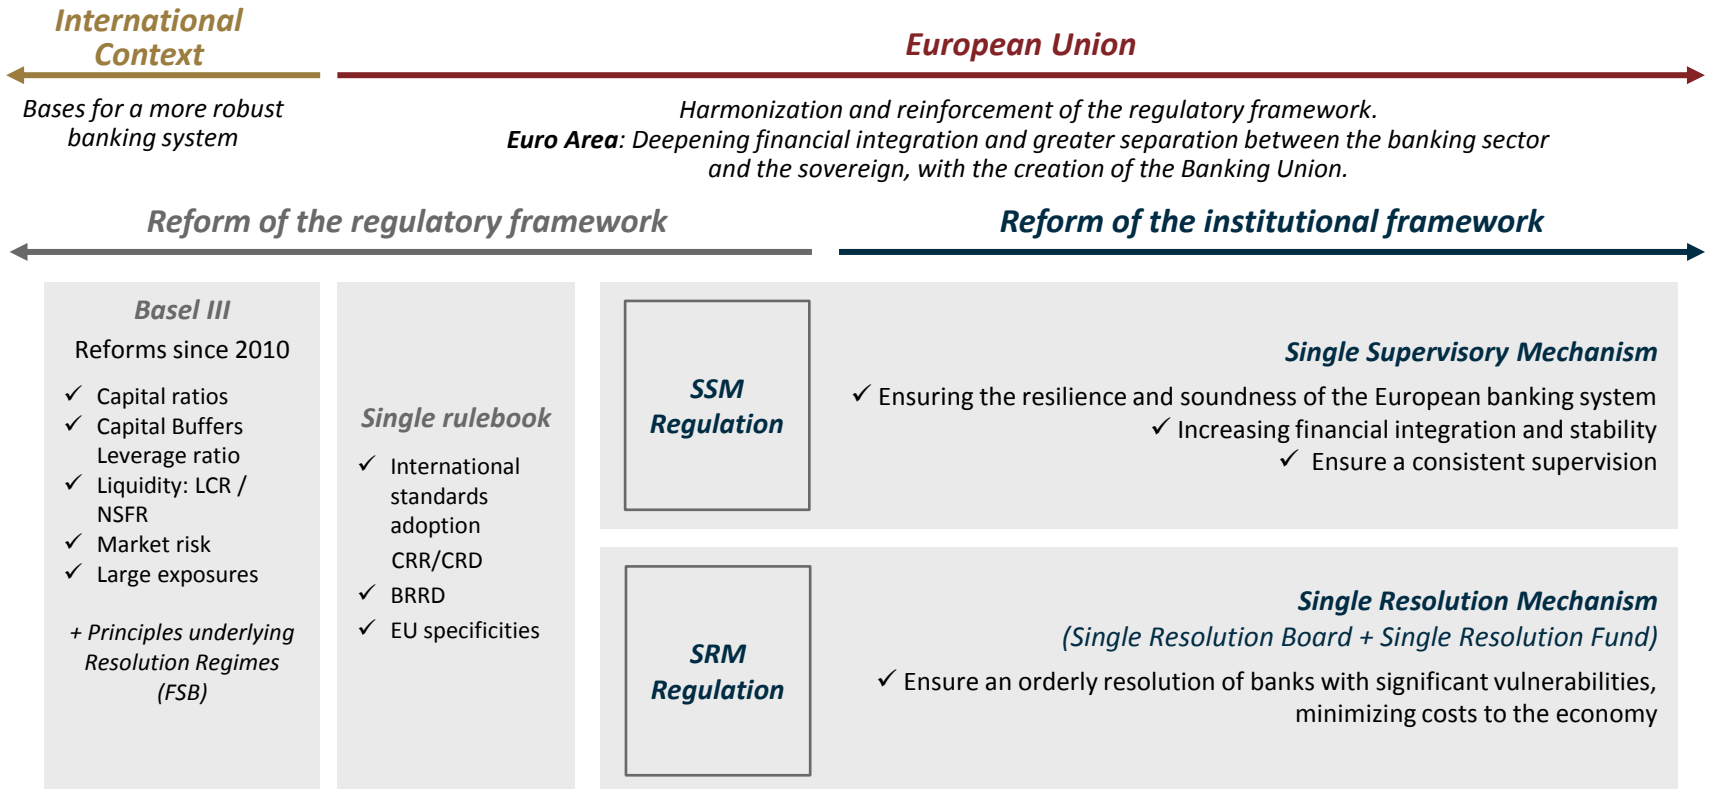 International
Context
Bases for a more robust
banking system
European Union
Harmonization and reinforcement of the regulatory framework.
Euro Area: Deepening financial integration and greater separation between the banking sector
and the sovereign, with the creation of the Banking Union.
Reform of the regulatory framework
Reform of the institutional framework
Basel III
Reforms since 2010
✓ Capital ratios
✓ Capital Buffers
Leverage ratio
✓ Liquidity: LCR /
NSFR
✓ Market risk
✓ Large exposures
+ Principles underlying
Resolution Regimes
(FSB)
Single rulebook
✓ International
standards
adoption
CRR/CRD
✓ BRRD
✓ EU specificities
SSM
Regulation
Single Supervisory Mechanism
✓ Ensuring the resilience and soundness of the European banking system
✓ Increasing financial integration and stability
✓ Ensure a consistent supervision
SRM
Regulation
Single Resolution Mechanism
(Single Resolution Board + Single Resolution Fund)
✓ Ensure an orderly resolution of banks with significant vulnerabilities,
minimizing costs to the economy